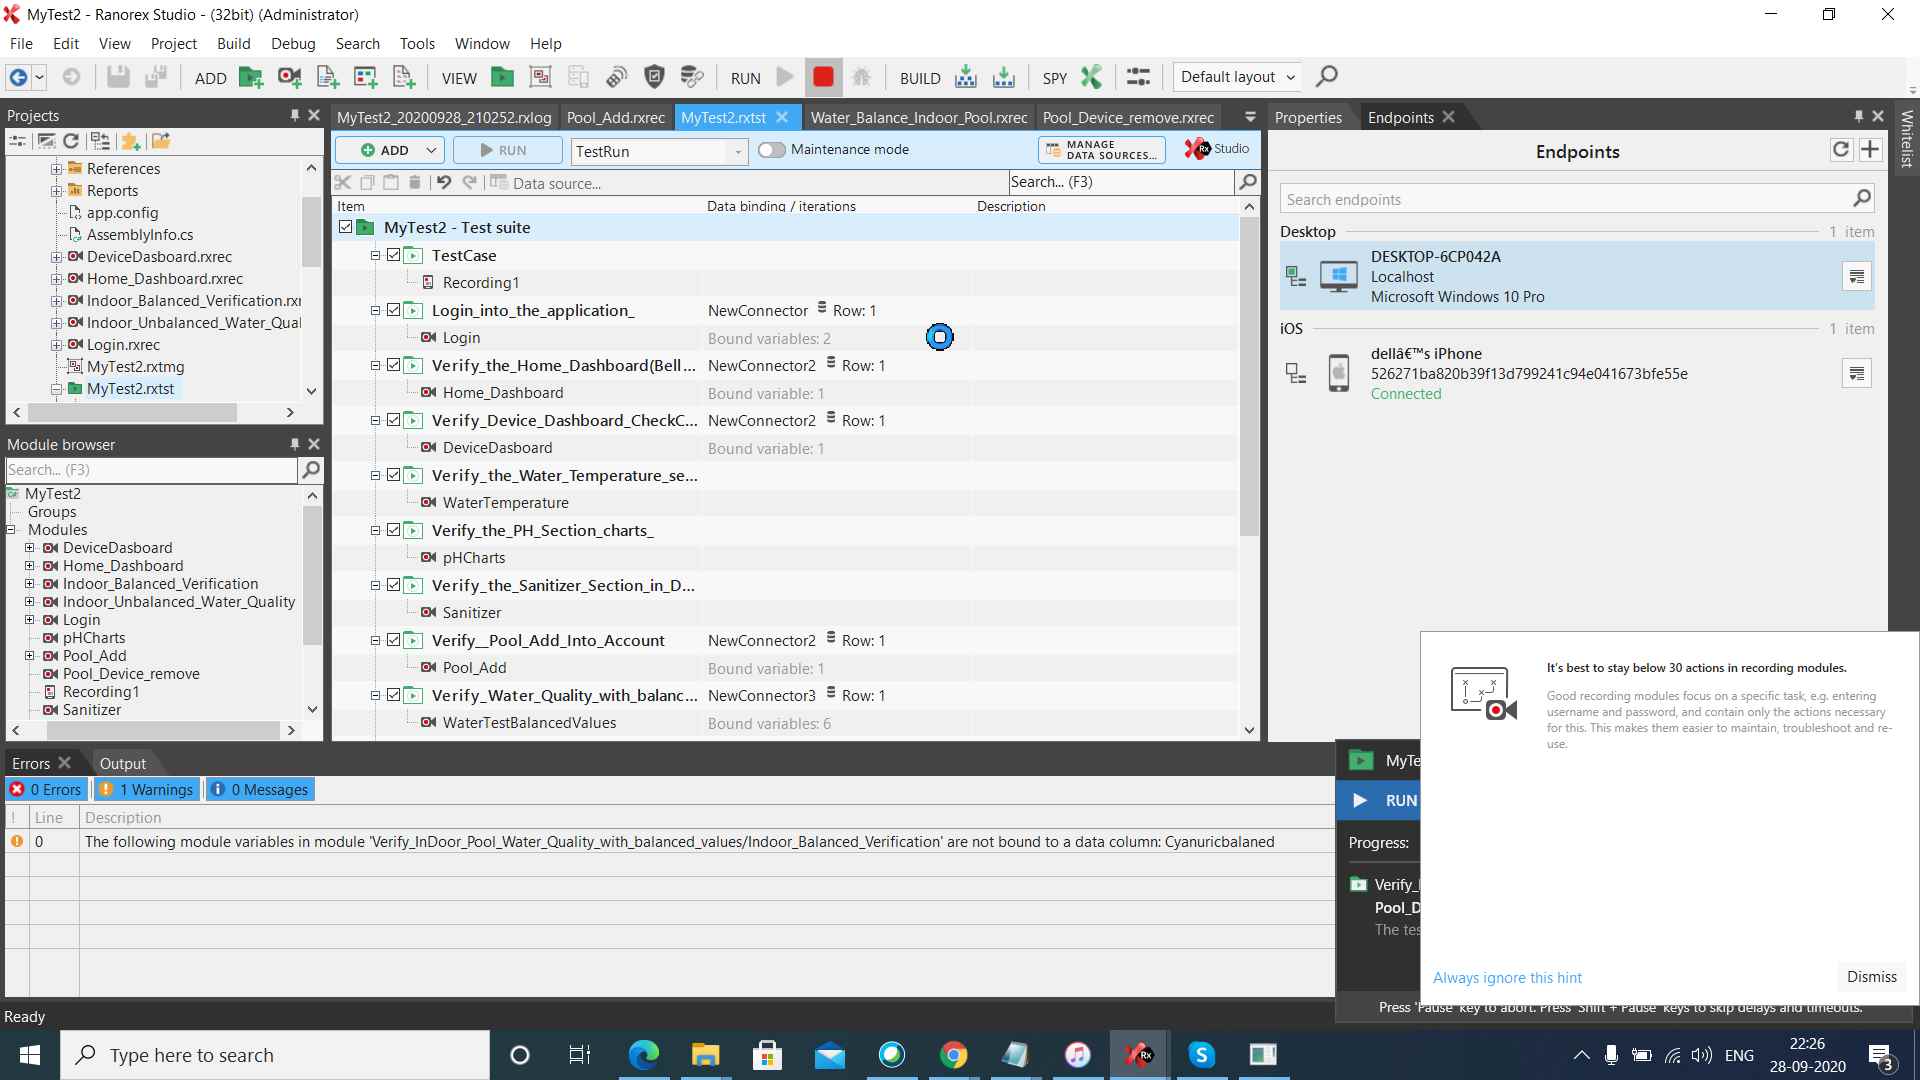 MyTest2 - Ranorex Studio - (32bit) (Administrator)
File Edit View Project Build Debug Search Tools Window Help
ADD VIEW RUN BUILD SPY Default layout
Projects
References
Reports
app.config
AssemblyInfo.cs
DeviceDasboard.rxrec
Home_Dashboard.rxrec
Indoor_Balanced_Verification.rxr
Indoor_Unbalanced_Water_Qual
Login.rxrec
MyTest2.rxtmg
MyTest2.rxtst
Module browser
Search... (F3)
MyTest2
Groups
Modules
DeviceDasboard
Home_Dashboard
Indoor_Balanced_Verification
Indoor_Unbalanced_Water_Quality
Login
pHCharts
Pool_Add
Pool_Device_remove
Recording1
Sanitizer
MyTest2_20200928_210252.rxlog Pool_Add.rxrec MyTest2.rxtst Water_Balance_Indoor_Pool.rxrec Pool_Device_remove.rxrec
ADD RUN TestRun Maintenance mode MANAGE DATA SOURCES... Rx Studio
Data source... Search... (F3)
Item Data binding / iterations Description
MyTest2 - Test suite
TestCase
Recording1
Login_into_the_application_ NewConnector Row: 1
Login Bound variables: 2
Verify_the_Home_Dashboard(Bell... NewConnector2 Row: 1
Home_Dashboard Bound variable: 1
Verify_Device_Dashboard_CheckC... NewConnector2 Row: 1
DeviceDasboard Bound variable: 1
Verify_the_Water_Temperature_se...
WaterTemperature
Verify_the_PH_Section_charts_
pHCharts
Verify_the_Sanitizer_Section_in_D...
Sanitizer
Verify__Pool_Add_Into_Account NewConnector2 Row: 1
Pool_Add Bound variable: 1
Verify_Water_Quality_with_balanc... NewConnector3 Row: 1
WaterTestBalancedValues Bound variables: 6
Properties Endpoints
Whitelist
Endpoints
Search endpoints
Desktop 1 item
DESKTOP-6CP042A
Localhost
Microsoft Windows 10 Pro
iOS 1 item
dellâ€™s iPhone
526271ba820b39f13d799241c94e041673bfe55e
Connected
Errors Output
0 Errors 1 Warnings 0 Messages
! Line Description
0 The following module variables in module 'Verify_InDoor_Pool_Water_Quality_with_balanced_values/Indoor_Balanced_Verification' are not bound to a data column: Cyanuricbalaned
MyTe
RUN
Progress:
Verify_
Pool_D
The tes
It's best to stay below 30 actions in recording modules.
Good recording modules focus on a specific task, e.g. entering
username and password, and contain only the actions necessary
for this. This makes them easier to maintain, troubleshoot and re-
use.
Always ignore this hint Dismiss
Press 'Pause' key to abort. Press 'Shift + Pause' keys to skip delays and timeouts.
Ready
Type here to search
Rx
ENG
22:26
28-09-2020
3